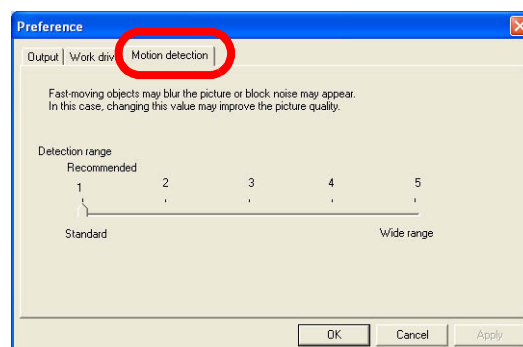 Preference
Output Work driv Motion detection
Fast-moving objects may blur the picture or block noise may appear.
In this case, changing this value may improve the picture quality.
Detection range
Recommended
1 2 3 4 5
Standard Wide range
OK Cancel Apply